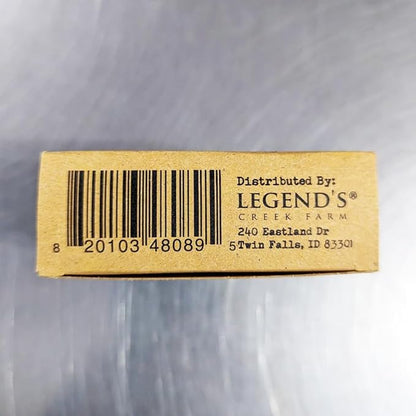 8 20103 48089 5
Distributed By:
LEGEND'S®
CREEK FARM
240 Eastland Dr
Twin Falls, ID 83301